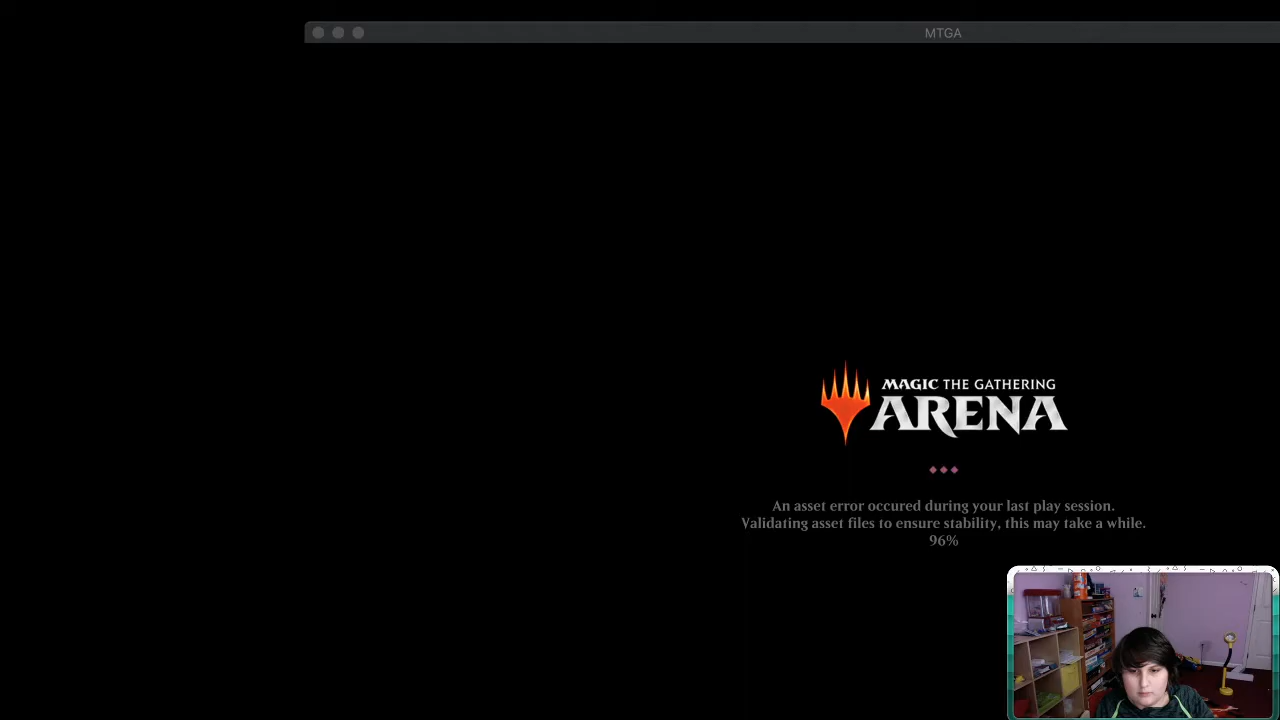 MTGA
MAGIC THE GATHERING
ARENA
An asset error occured during your last play session.
Validating asset files to ensure stability, this may take a while.
96%